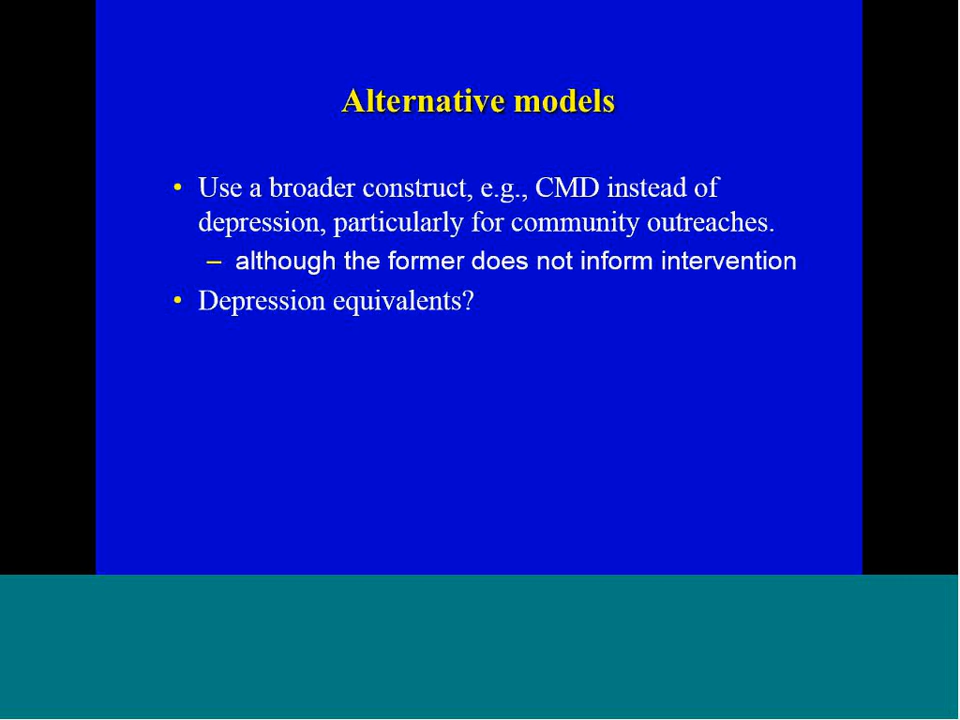 Alternative models
• Use a broader construct, e.g., CMD instead of
depression, particularly for community outreaches.
– although the former does not inform intervention
• Depression equivalents?